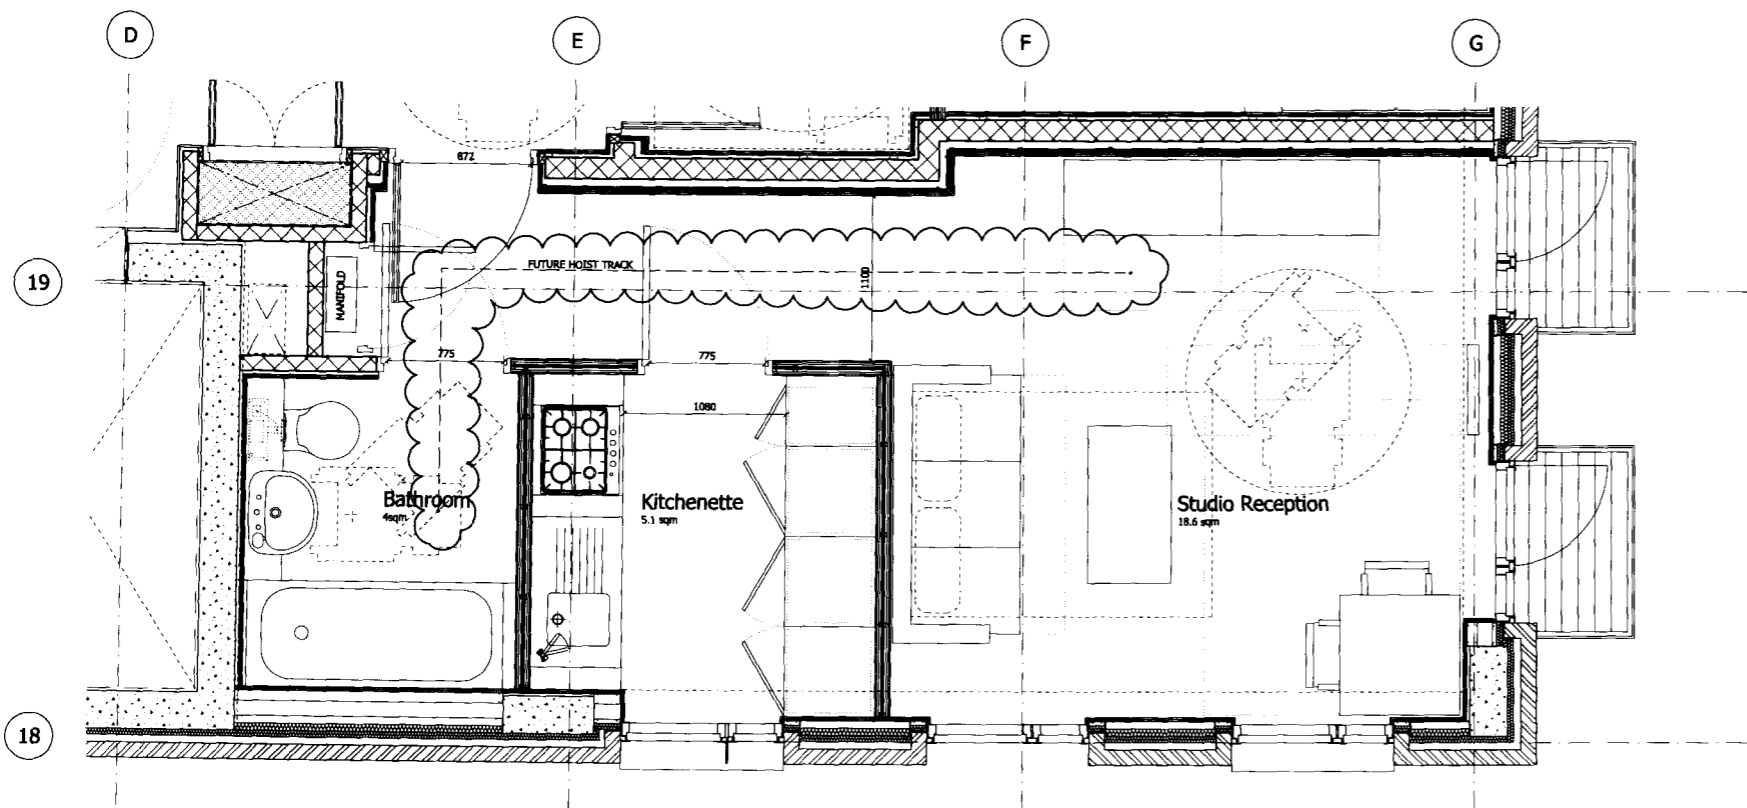 D
E
F
G
872
19
FUTURE HOIST TRACK
MANIFOLD
1100
775
775
1080
Bathroom
4sqm
Kitchenette
5.1 sqm
Studio Reception
18.6 sqm
18